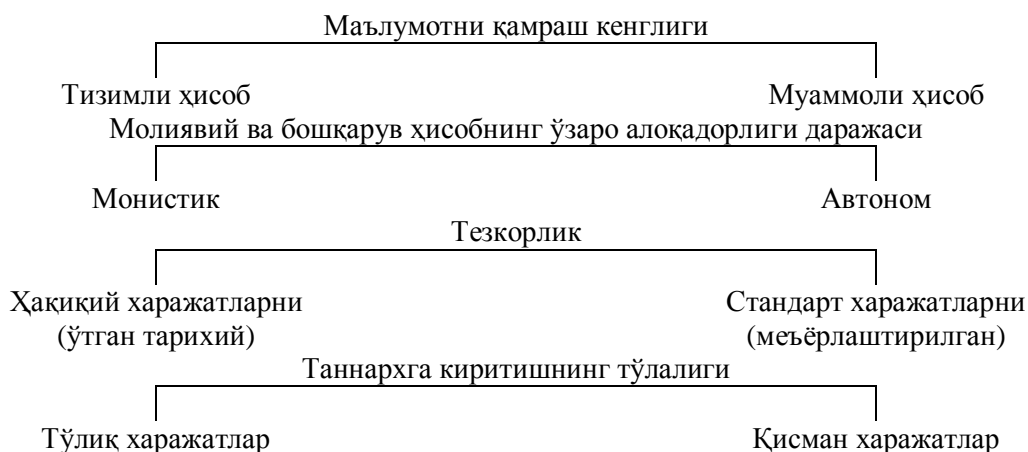 Маълумотни қамраш кенглиги
Тизимли ҳисоб Муаммоли ҳисоб
Молиявий ва бошқарув ҳисобнинг ўзаро алоқадорлиги даражаси
Монистик Автоном
Тезкорлик
Ҳақиқий харажатларни Стандарт харажатларни
(ўтган тарихий) (меъёрлаштирилган)
Таннархга киритишнинг тўлалиги
Тўлиқ харажатлар Қисман харажатлар